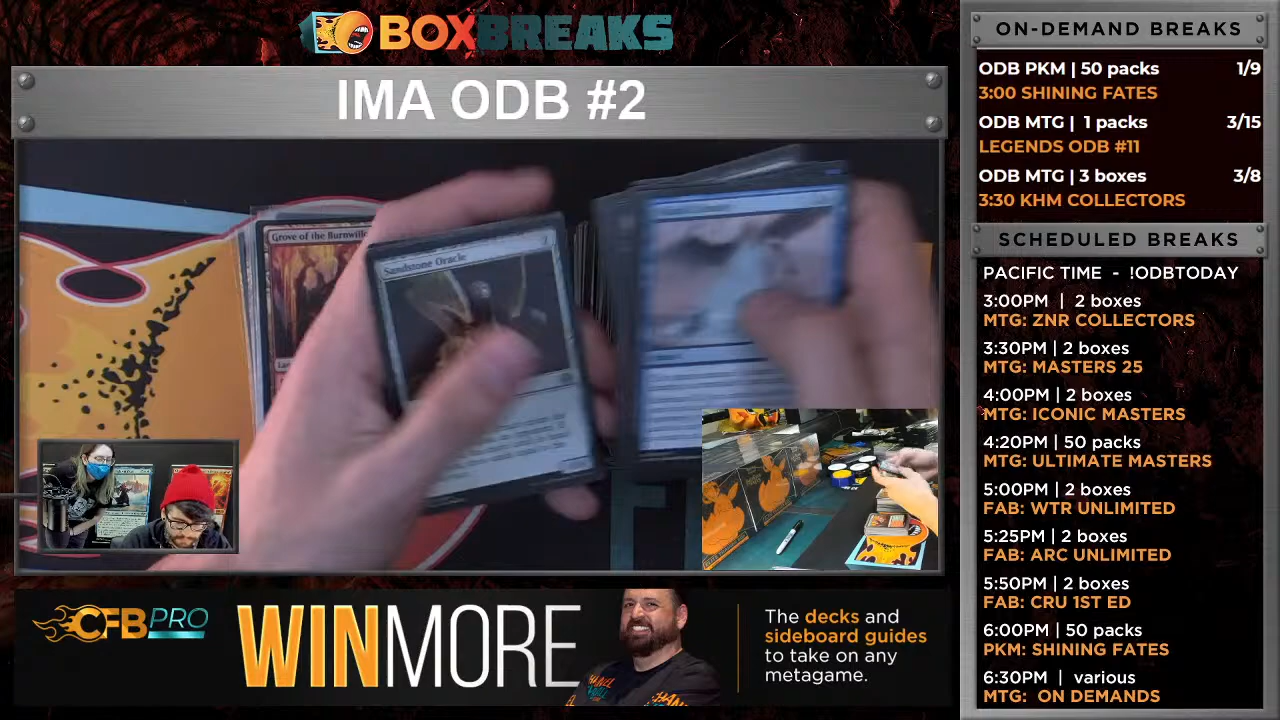 BOXBREAKS
IMA ODB #2
Grove of the Burnwill
Sandstone Oracle
CFBPRO
WINMORE
The decks and
sideboard guides
to take on any
metagame.
ON-DEMAND BREAKS
ODB PKM | 50 packs 1/9
3:00 SHINING FATES
ODB MTG | 1 packs 3/15
LEGENDS ODB #11
ODB MTG | 3 boxes 3/8
3:30 KHM COLLECTORS
SCHEDULED BREAKS
PACIFIC TIME - !ODBTODAY
3:00PM | 2 boxes
MTG: ZNR COLLECTORS
3:30PM | 2 boxes
MTG: MASTERS 25
4:00PM | 2 boxes
MTG: ICONIC MASTERS
4:20PM | 50 packs
MTG: ULTIMATE MASTERS
5:00PM | 2 boxes
FAB: WTR UNLIMITED
5:25PM | 2 boxes
FAB: ARC UNLIMITED
5:50PM | 2 boxes
FAB: CRU 1ST ED
6:00PM | 50 packs
PKM: SHINING FATES
6:30PM | various
MTG: ON DEMANDS